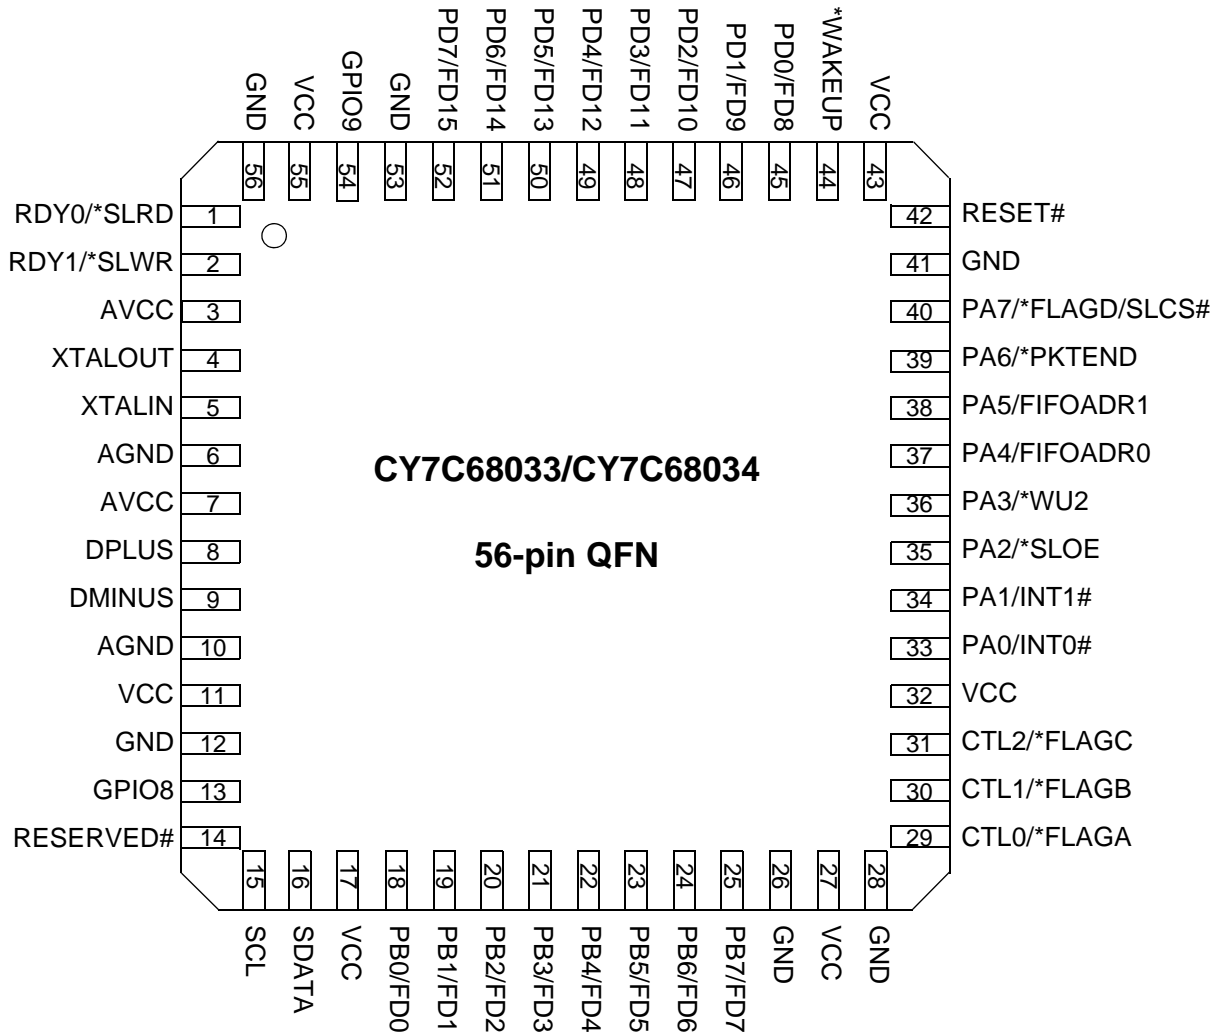 GND
VCC
GPIO9
GND
PD7/FD15
PD6/FD14
PD5/FD13
PD4/FD12
PD3/FD11
PD2/FD10
PD1/FD9
PD0/FD8
*WAKEUP
VCC
56
55
54
53
52
51
50
49
48
47
46
45
44
43
RDY0/*SLRD 1
RDY1/*SLWR 2
AVCC 3
XTALOUT 4
XTALIN 5
AGND 6
AVCC 7
DPLUS 8
DMINUS 9
AGND 10
VCC 11
GND 12
GPIO8 13
RESERVED# 14
CY7C68033/CY7C68034
56-pin QFN
42 RESET#
41 GND
40 PA7/*FLAGD/SLCS#
39 PA6/*PKTEND
38 PA5/FIFOADR1
37 PA4/FIFOADR0
36 PA3/*WU2
35 PA2/*SLOE
34 PA1/INT1#
33 PA0/INT0#
32 VCC
31 CTL2/*FLAGC
30 CTL1/*FLAGB
29 CTL0/*FLAGA
15
16
17
18
19
20
21
22
23
24
25
26
27
28
SCL
SDATA
VCC
PB0/FD0
PB1/FD1
PB2/FD2
PB3/FD3
PB4/FD4
PB5/FD5
PB6/FD6
PB7/FD7
GND
VCC
GND